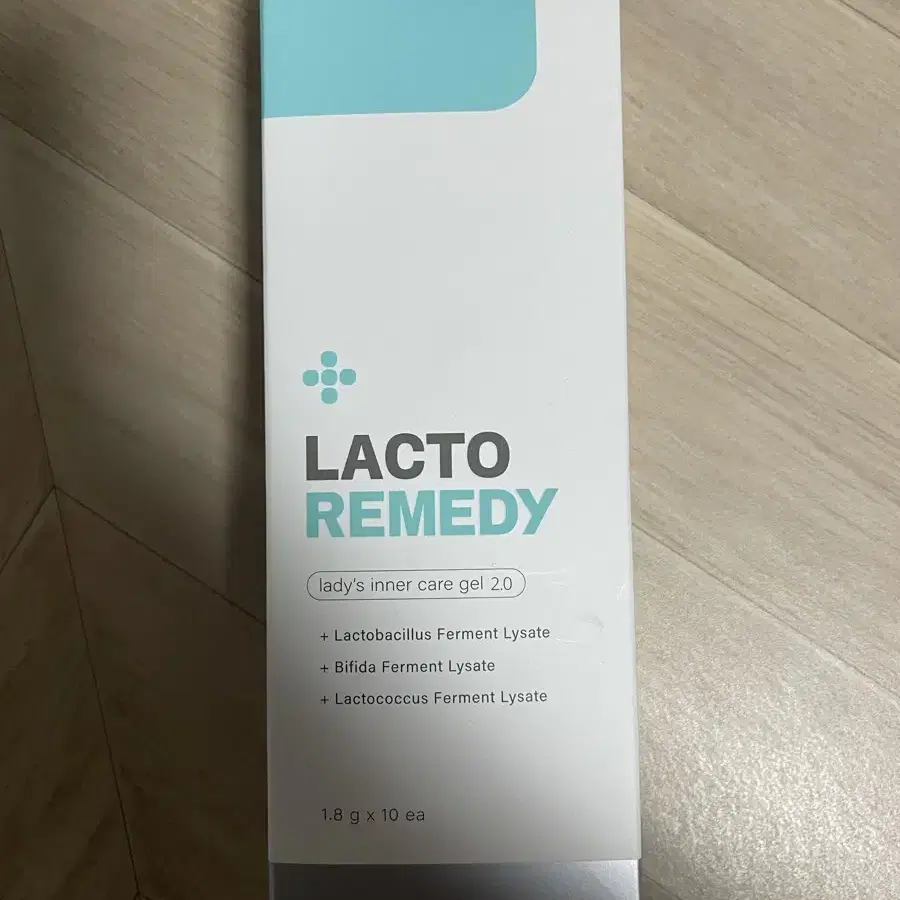 LACTO
REMEDY
lady's inner care gel 2.0
+ Lactobacillus Ferment Lysate
+ Bifida Ferment Lysate
+ Lactococcus Ferment Lysate
1.8 g x 10 ea